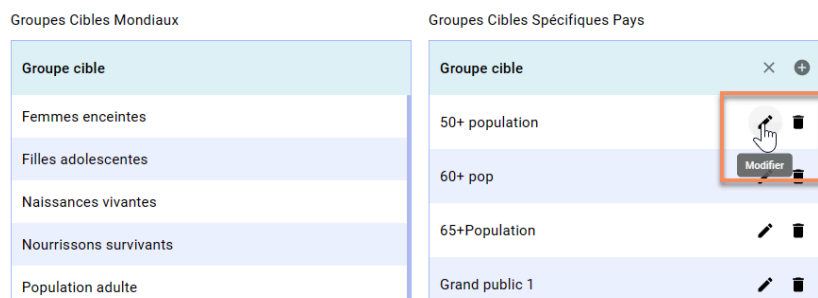 Groupes Cibles Mondiaux
Groupe cible
Femmes enceintes
Filles adolescentes
Naissances vivantes
Nourrissons survivants
Population adulte
Groupes Cibles Spécifiques Pays
Groupe cible
50+ population
Modifier
60+ pop
65+Population
Grand public 1